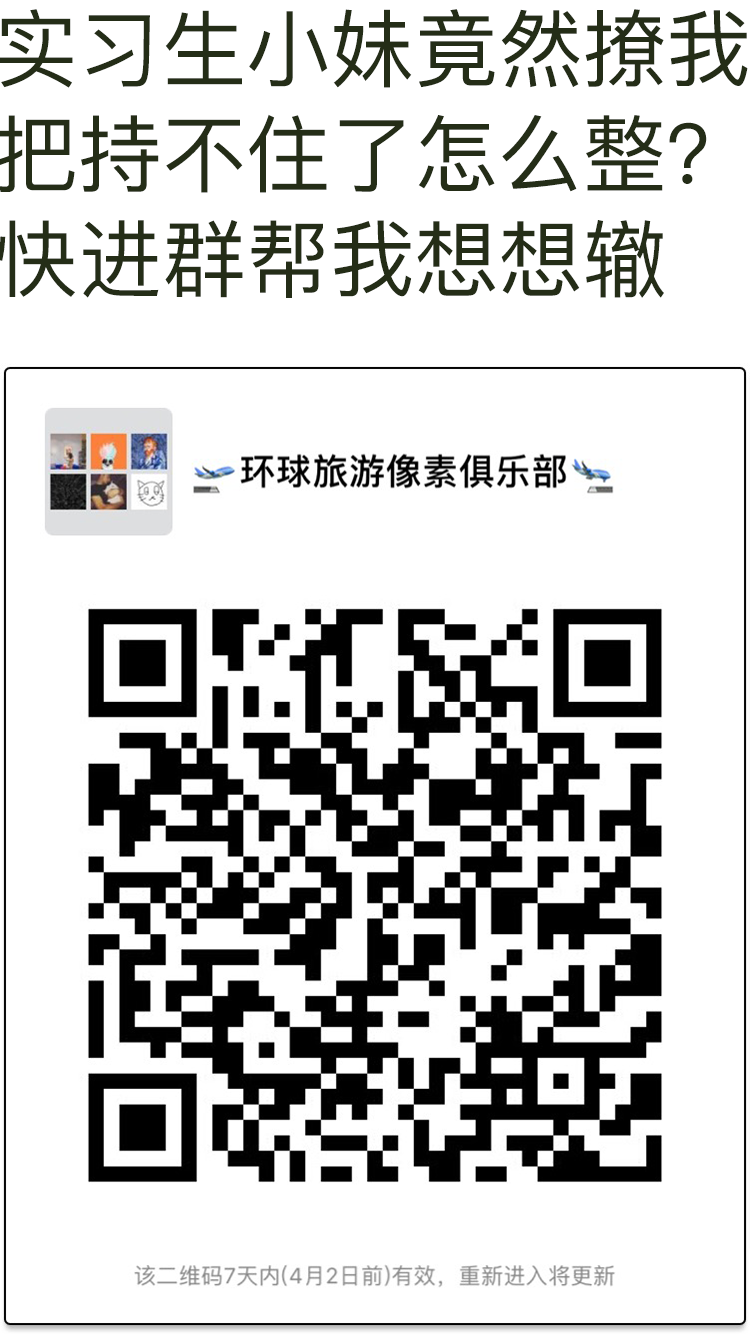 实习生小妹竟然撩我
把持不住了怎么整？
快进群帮我想想辙
🛫环球旅游像素俱乐部🛬
该二维码7天内(4月2日前)有效，重新进入将更新